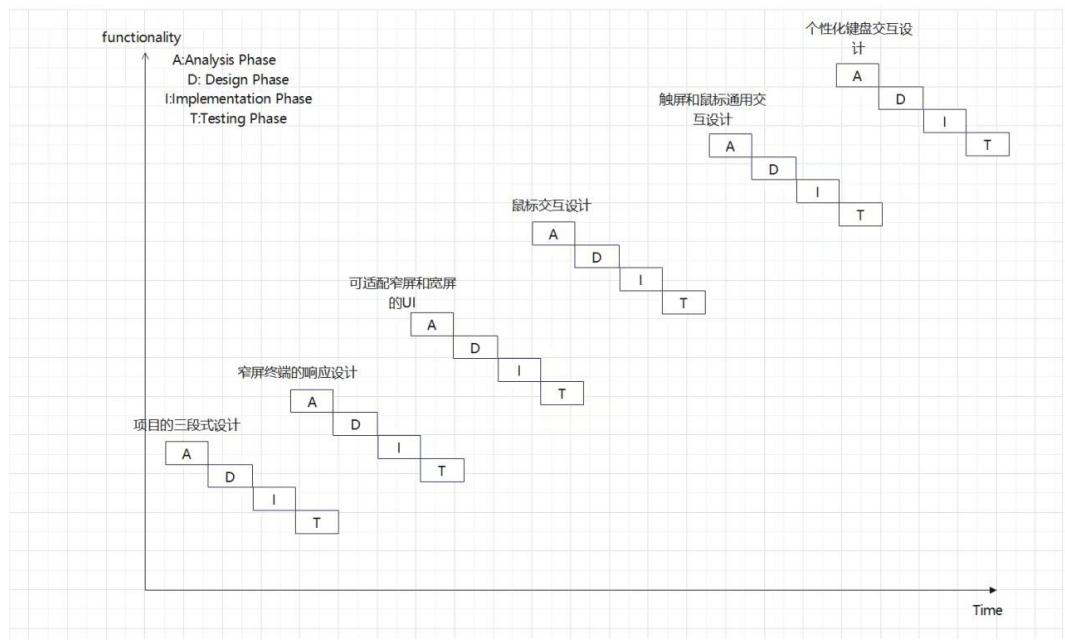 functionality
A:Analysis Phase
D: Design Phase
I:Implementation Phase
T:Testing Phase
个性化键盘交互设
计
A
D
I
T
触屏和鼠标通用交
互设计
A
D
I
T
鼠标交互设计
A
D
I
T
可适配窄屏和宽屏
的UI
A
D
I
T
窄屏终端的响应设计
A
D
I
T
项目的三段式设计
A
D
I
T
Time